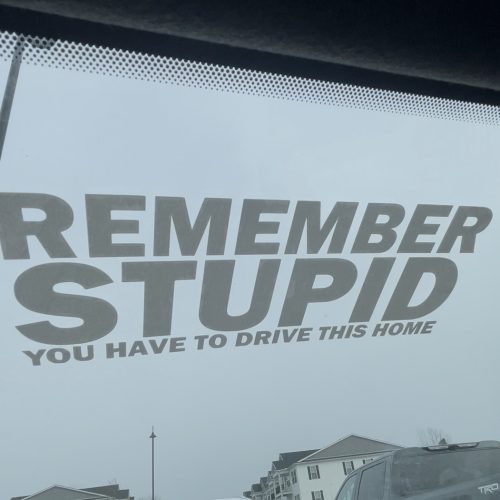 REMEMBER
STUPID
YOU HAVE TO DRIVE THIS HOME